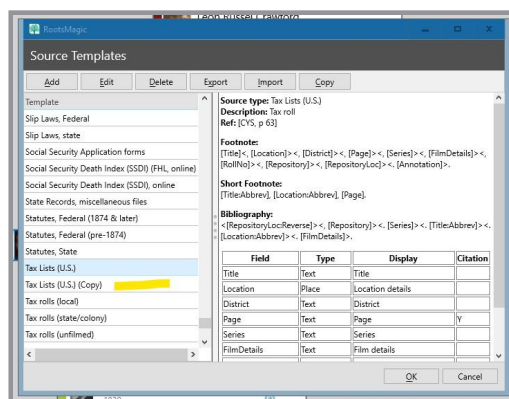 Leon Russel Crawford
RootsMagic
Source Templates
Add Edit Delete Export Import Copy
Template
Slip Laws, Federal
Slip Laws, state
Social Security Application forms
Social Security Death Index (SSDI) (FHL, online)
Social Security Death Index (SSDI), online
State Records, miscellaneous files
Statutes, Federal (1874 & later)
Statutes, Federal (pre-1874)
Statutes, State
Tax Lists (U.S.)
Tax Lists (U.S.) (Copy)
Tax rolls (local)
Tax rolls (state/colony)
Tax rolls (unfilmed)
Source type: Tax Lists (U.S.)
Description: Tax roll
Ref: [CYS, p 63]
Footnote:
[Title]<, [Location]><, [District]><, [Page]><, [Series]><, [FilmDetails]><,
[RollNo]><, [Repository]><, [RepositoryLoc]><. [Annotation]>.
Short Footnote:
[Title:Abbrev], [Location:Abbrev], [Page].
Bibliography:
<[RepositoryLoc:Reverse]><, [Repository]><. [Series]><. [Title:Abbrev]><.
[Location:Abbrev]><. [FilmDetails]>.
Field Type Display Citation
Title Text Title
Location Place Location details
District Text District
Page Text Page Y
Series Text Series
FilmDetails Text Film details
OK Cancel